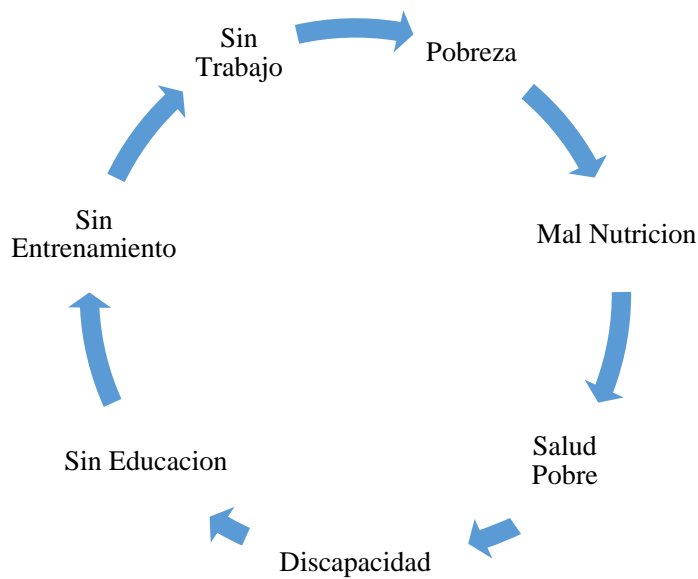 Sin
Trabajo
Pobreza
Mal Nutricion
Salud
Pobre
Discapacidad
Sin Educacion
Sin
Entrenamiento